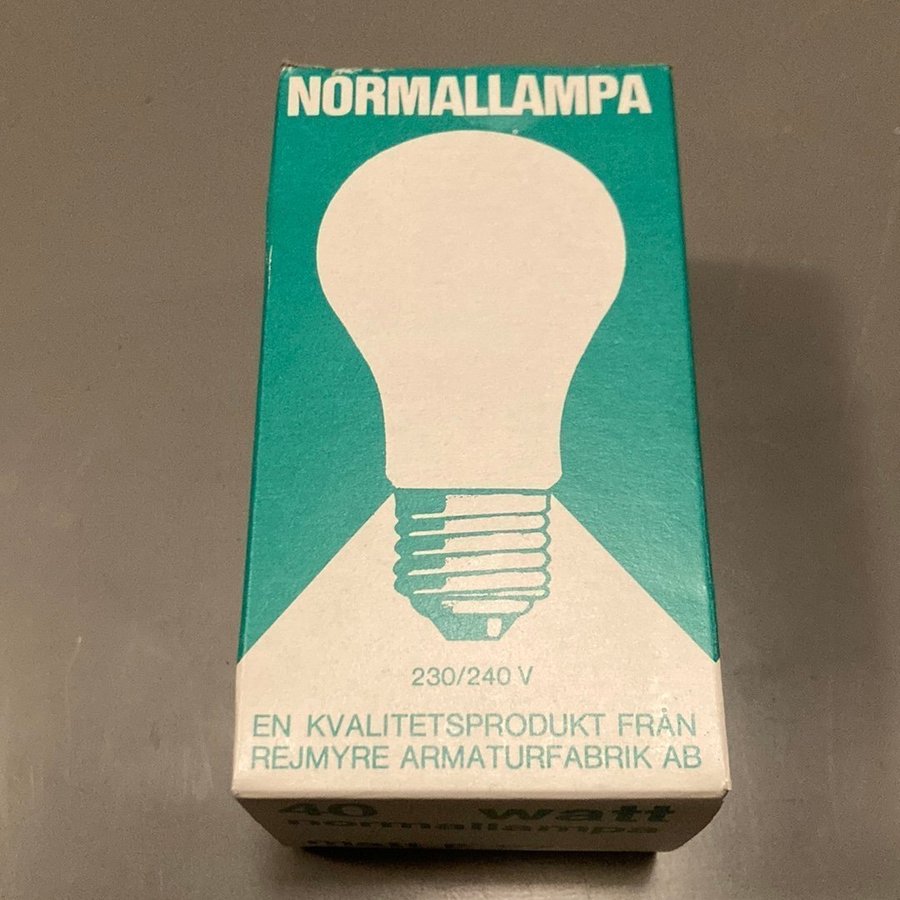 NORMALLAMPA
230/240 V
EN KVALITETSPRODUKT FRÅN
REJMYRE ARMATURFABRIK AB
40 watt
normallampa